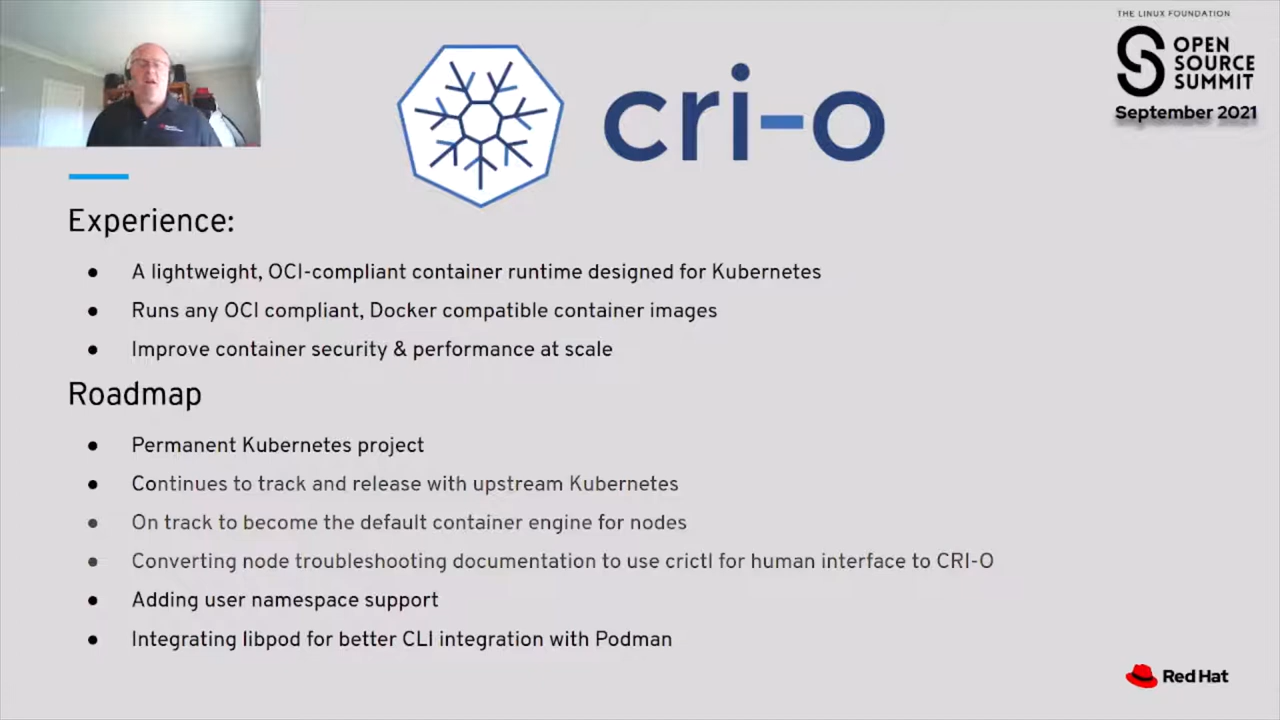 THE LINUX FOUNDATION
OPEN
SOURCE
SUMMIT
September 2021
cri-o
Experience:
● A lightweight, OCI-compliant container runtime designed for Kubernetes
● Runs any OCI compliant, Docker compatible container images
● Improve container security & performance at scale
Roadmap
● Permanent Kubernetes project
● Continues to track and release with upstream Kubernetes
● On track to become the default container engine for nodes
● Converting node troubleshooting documentation to use crictl for human interface to CRI-O
● Adding user namespace support
● Integrating libpod for better CLI integration with Podman
Red Hat